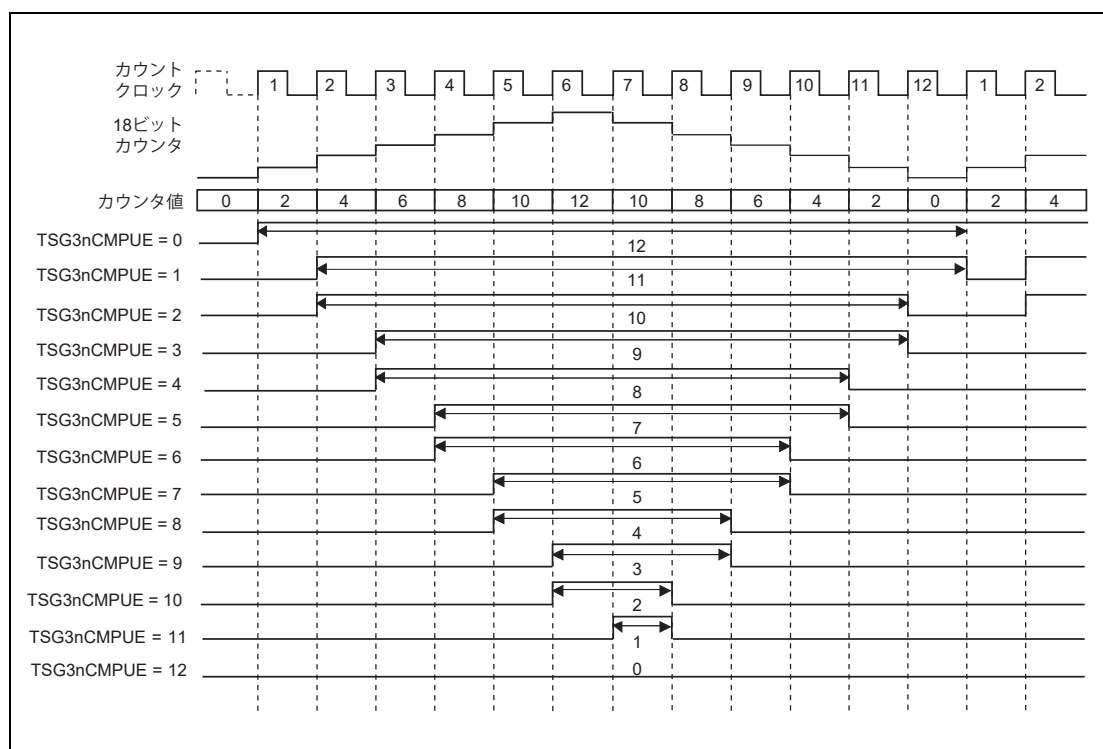 カウント
クロック
1 2 3 4 5 6 7 8 9 10 11 12 1 2
18ビット
カウンタ
カウンタ値 0 2 4 6 8 10 12 10 8 6 4 2 0 2 4
TSG3nCMPUE = 0
12
TSG3nCMPUE = 1
11
TSG3nCMPUE = 2
10
TSG3nCMPUE = 3
9
TSG3nCMPUE = 4
8
TSG3nCMPUE = 5
7
TSG3nCMPUE = 6
6
TSG3nCMPUE = 7
5
TSG3nCMPUE = 8
4
TSG3nCMPUE = 9
3
TSG3nCMPUE = 10
2
TSG3nCMPUE = 11
1
TSG3nCMPUE = 12
0